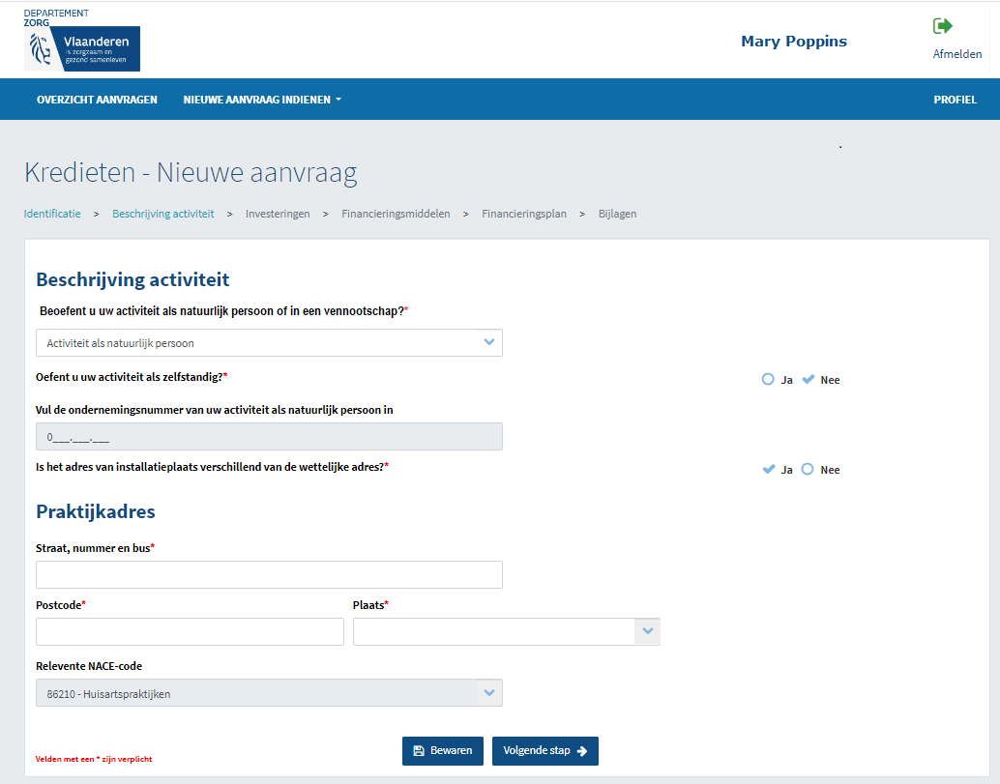 DEPARTEMENT
ZORG
Vlaanderen
is zorgzaam en
gezond samenleven
Mary Poppins
Afmelden
OVERZICHT AANVRAGEN NIEUWE AANVRAAG INDIENEN PROFIEL
Kredieten - Nieuwe aanvraag
Identificatie > Beschrijving activiteit > Investeringen > Financieringsmiddelen > Financieringsplan > Bijlagen
Beschrijving activiteit
Beoefent u uw activiteit als natuurlijk persoon of in een vennootschap?*
Activiteit als natuurlijk persoon
Oefent u uw activiteit als zelfstandig?* Ja Nee
Vul de ondernemingsnummer van uw activiteit als natuurlijk persoon in
0___.___.___
Is het adres van installatieplaats verschillend van de wettelijke adres?* Ja Nee
Praktijkadres
Straat, nummer en bus*
Postcode* Plaats*
Relevente NACE-code
86210 - Huisartspraktijken
Bewaren Volgende stap
Velden met een * zijn verplicht